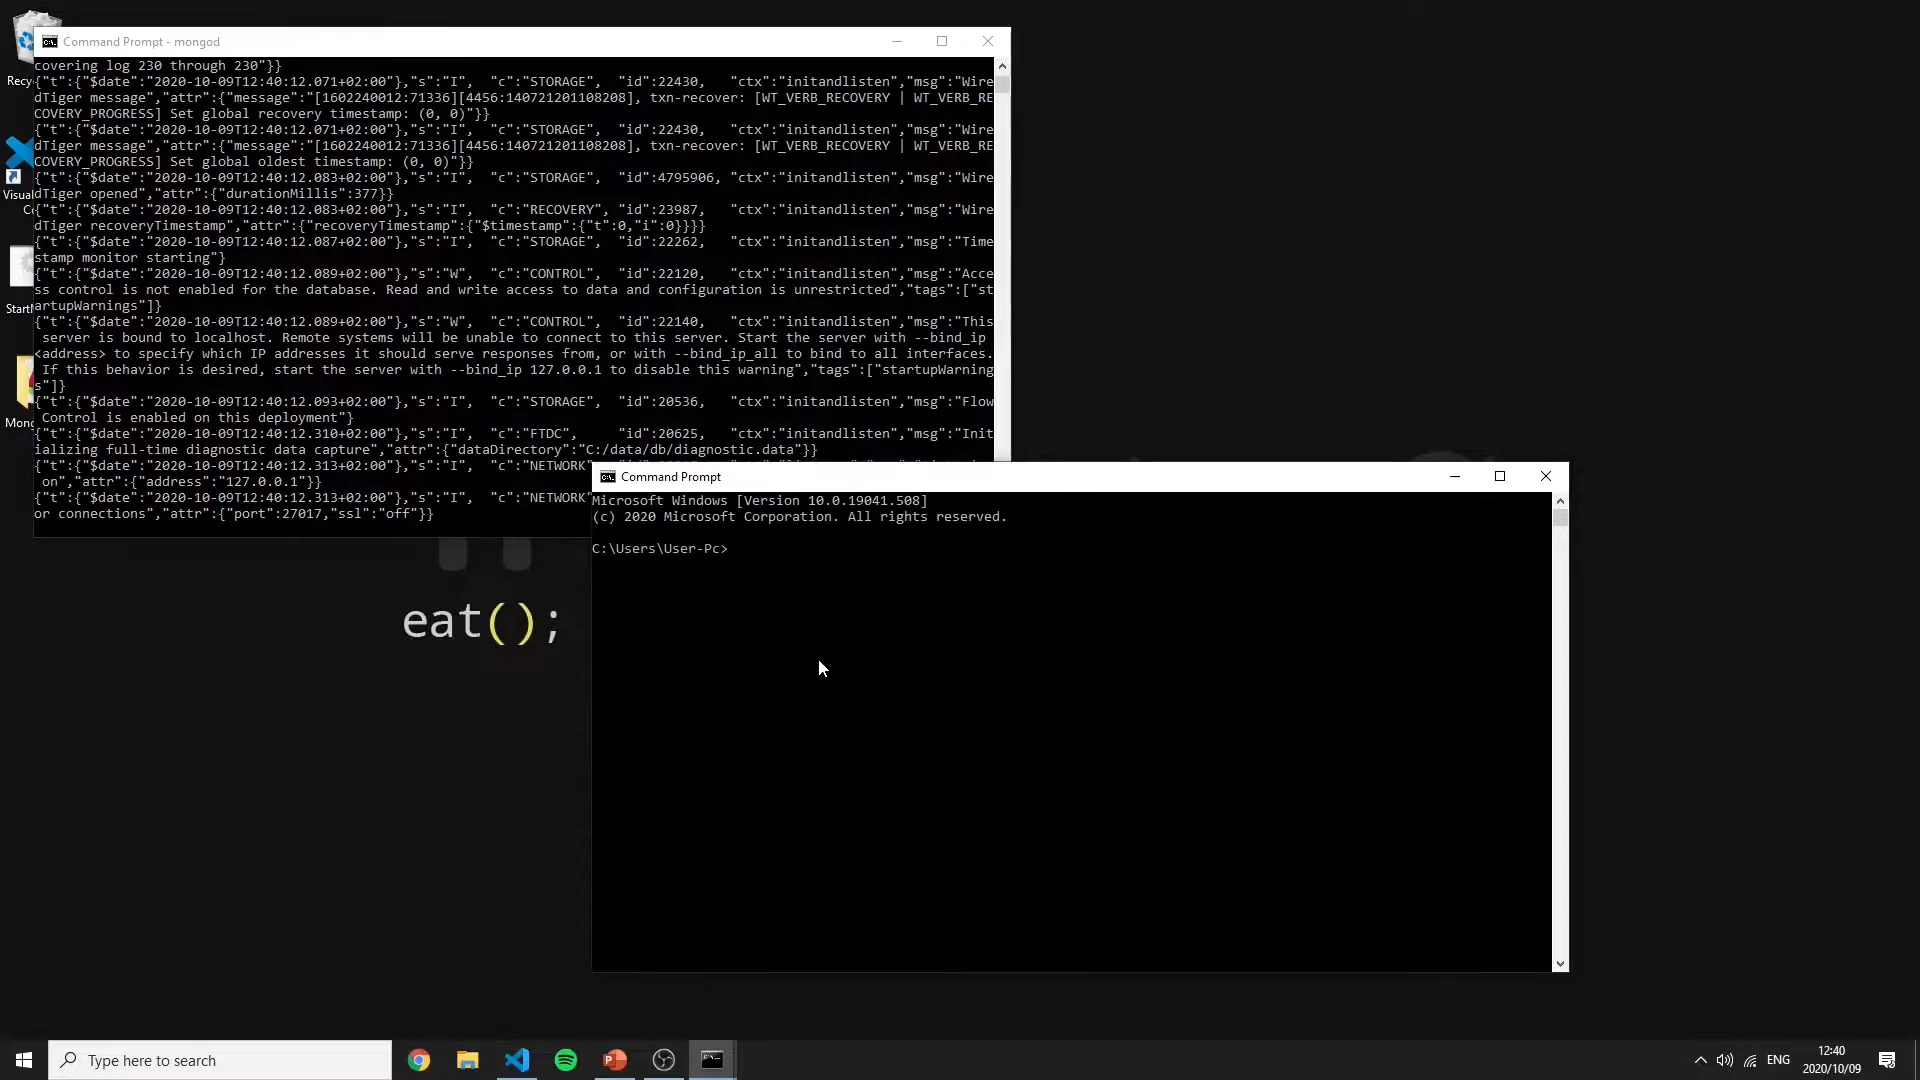 Recy
Visual
Co
Start
Mong
Command Prompt - mongod
covering log 230 through 230"}}
{"t":{"$date":"2020-10-09T12:40:12.071+02:00"},"s":"I",  "c":"STORAGE",  "id":22430,   "ctx":"initandlisten","msg":"Wire
dTiger message","attr":{"message":"[1602240012:71336][4456:140721201108208], txn-recover: [WT_VERB_RECOVERY | WT_VERB_RE
COVERY_PROGRESS] Set global recovery timestamp: (0, 0)"}}
{"t":{"$date":"2020-10-09T12:40:12.071+02:00"},"s":"I",  "c":"STORAGE",  "id":22430,   "ctx":"initandlisten","msg":"Wire
dTiger message","attr":{"message":"[1602240012:71336][4456:140721201108208], txn-recover: [WT_VERB_RECOVERY | WT_VERB_RE
COVERY_PROGRESS] Set global oldest timestamp: (0, 0)"}}
{"t":{"$date":"2020-10-09T12:40:12.083+02:00"},"s":"I",  "c":"STORAGE",  "id":4795906, "ctx":"initandlisten","msg":"Wire
dTiger opened","attr":{"durationMillis":377}}
{"t":{"$date":"2020-10-09T12:40:12.083+02:00"},"s":"I",  "c":"RECOVERY", "id":23987,   "ctx":"initandlisten","msg":"Wire
dTiger recoveryTimestamp","attr":{"recoveryTimestamp":{"$timestamp":{"t":0,"i":0}}}}
{"t":{"$date":"2020-10-09T12:40:12.087+02:00"},"s":"I",  "c":"STORAGE",  "id":22262,   "ctx":"initandlisten","msg":"Time
stamp monitor starting"}
{"t":{"$date":"2020-10-09T12:40:12.089+02:00"},"s":"W",  "c":"CONTROL",  "id":22120,   "ctx":"initandlisten","msg":"Acce
ss control is not enabled for the database. Read and write access to data and configuration is unrestricted","tags":["st
artupWarnings"]}
{"t":{"$date":"2020-10-09T12:40:12.089+02:00"},"s":"W",  "c":"CONTROL",  "id":22140,   "ctx":"initandlisten","msg":"This
 server is bound to localhost. Remote systems will be unable to connect to this server. Start the server with --bind_ip
<address> to specify which IP addresses it should serve responses from, or with --bind_ip_all to bind to all interfaces.
 If this behavior is desired, start the server with --bind_ip 127.0.0.1 to disable this warning","tags":["startupWarning
s"]}
{"t":{"$date":"2020-10-09T12:40:12.093+02:00"},"s":"I",  "c":"STORAGE",  "id":20536,   "ctx":"initandlisten","msg":"Flow
 Control is enabled on this deployment"}
{"t":{"$date":"2020-10-09T12:40:12.310+02:00"},"s":"I",  "c":"FTDC",     "id":20625,   "ctx":"initandlisten","msg":"Init
ializing full-time diagnostic data capture","attr":{"dataDirectory":"C:/data/db/diagnostic.data"}}
{"t":{"$date":"2020-10-09T12:40:12.313+02:00"},"s":"I",  "c":"NETWORK"
on","attr":{"address":"127.0.0.1"}}
{"t":{"$date":"2020-10-09T12:40:12.313+02:00"},"s":"I",  "c":"NETWORK"
or connections","attr":{"port":27017,"ssl":"off"}}
Command Prompt
Microsoft Windows [Version 10.0.19041.508]
(c) 2020 Microsoft Corporation. All rights reserved.
C:\Users\User-Pc>
eat();
Type here to search
ENG
12:40
2020/10/09